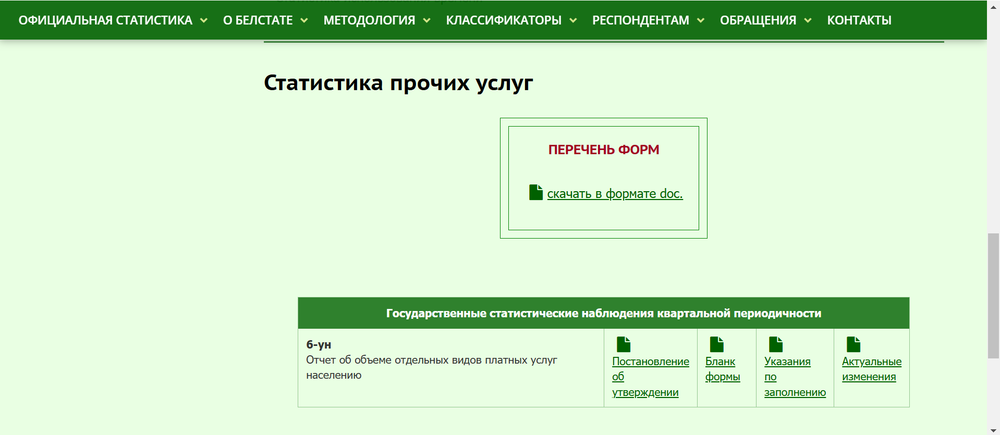 ОФИЦИАЛЬНАЯ СТАТИСТИКА О БЕЛСТАТЕ МЕТОДОЛОГИЯ КЛАССИФИКАТОРЫ РЕСПОНДЕНТАМ ОБРАЩЕНИЯ КОНТАКТЫ
Статистика прочих услуг
ПЕРЕЧЕНЬ ФОРМ
скачать в формате doc.
Государственные статистические наблюдения квартальной периодичности
6-ун
Отчет об объеме отдельных видов платных услуг
населению
Постановление
об
утверждении
Бланк
формы
Указания
по
заполнению
Актуальные
изменения